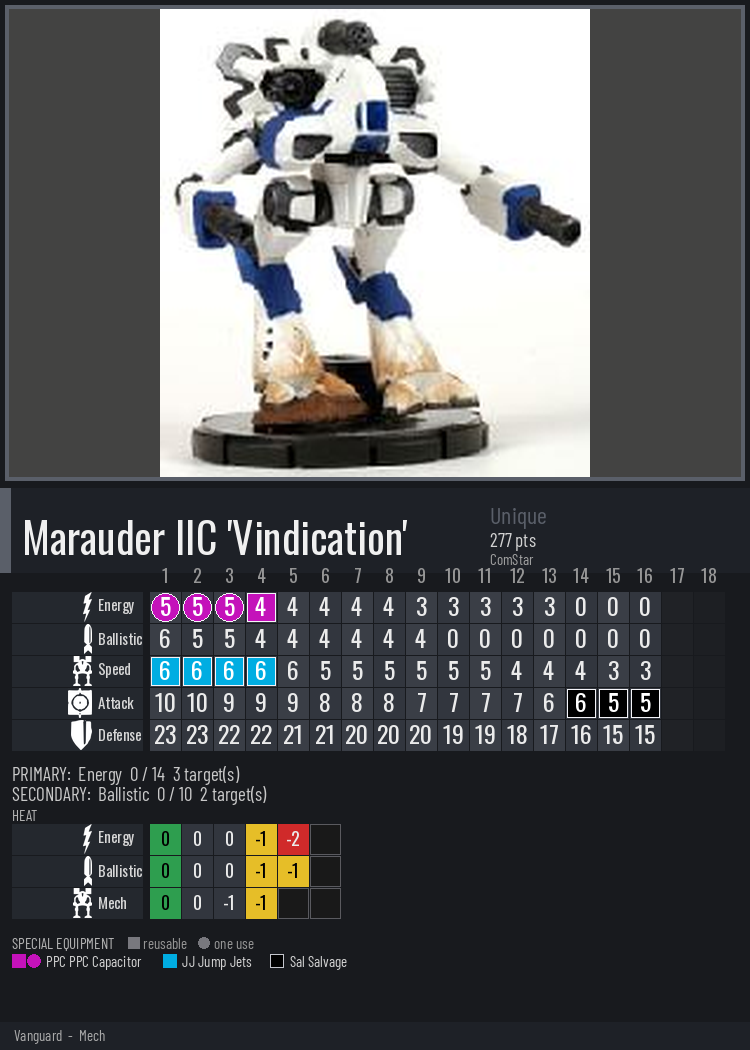 Marauder IIC 'Vindication'
Unique
277 pts
ComStar
1 2 3 4 5 6 7 8 9 10 11 12 13 14 15 16 17 18
Energy 5 5 5 4 4 4 4 4 3 3 3 3 3 0 0 0
Ballistic 6 5 5 4 4 4 4 4 4 0 0 0 0 0 0 0
Speed 6 6 6 6 6 5 5 5 5 5 5 4 4 4 3 3
Attack 10 10 9 9 9 8 8 8 7 7 7 7 6 6 5 5
Defense 23 23 22 22 21 21 20 20 20 19 19 18 17 16 15 15
PRIMARY: Energy 0 / 14 3 target(s)
SECONDARY: Ballistic 0 / 10 2 target(s)
HEAT
Energy 0 0 0 -1 -2
Ballistic 0 0 0 -1 -1
Mech 0 0 -1 -1
SPECIAL EQUIPMENT reusable one use
PPC PPC Capacitor JJ Jump Jets Sal Salvage
Vanguard - Mech